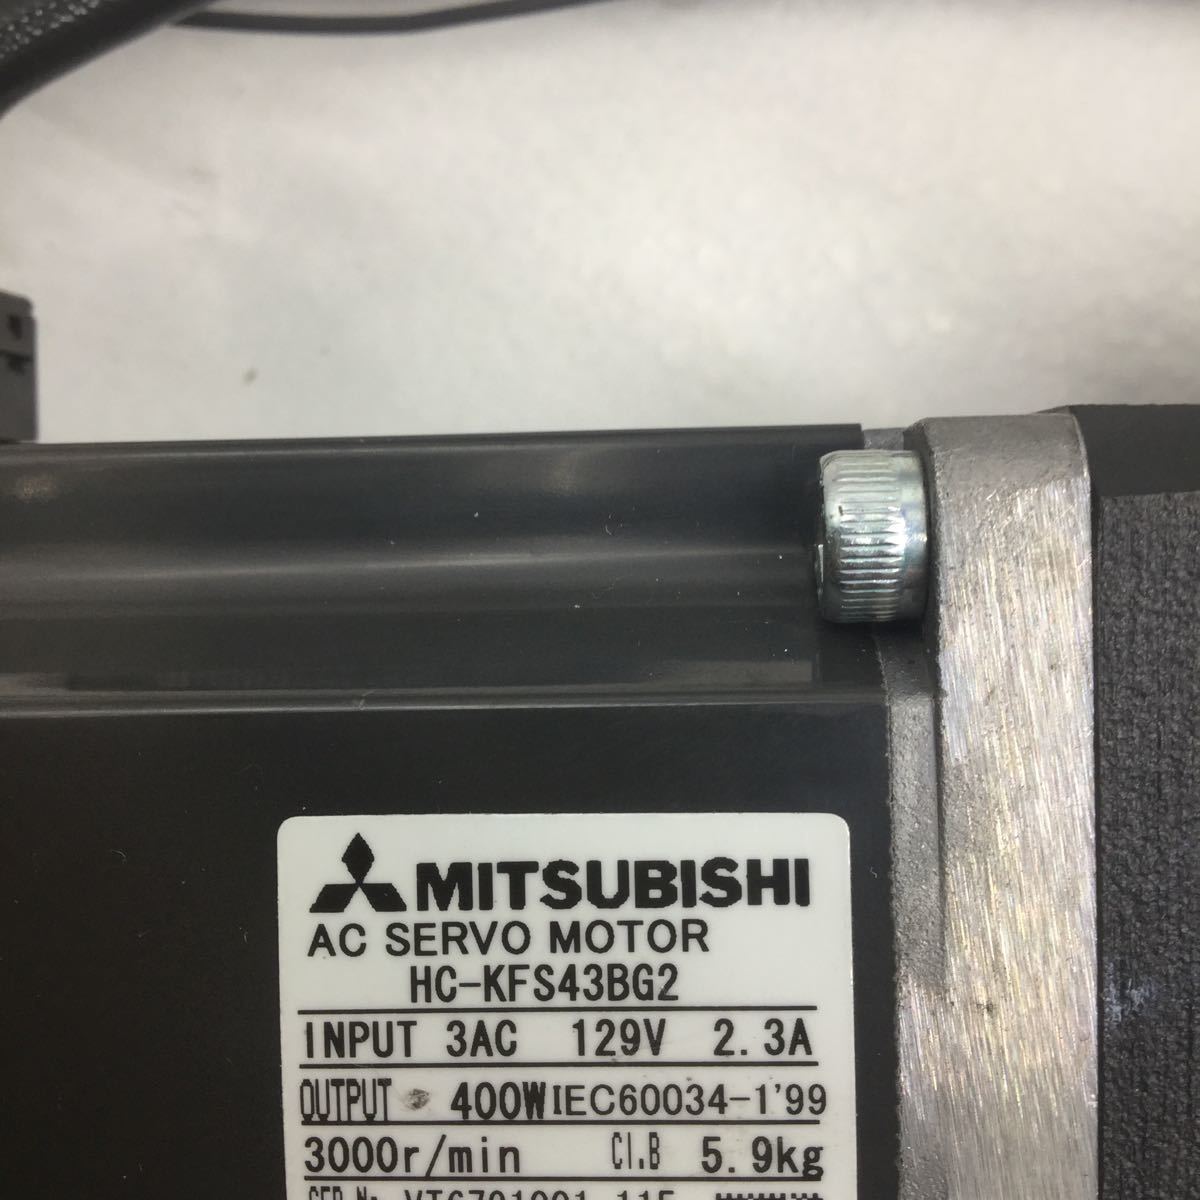 MITSUBISHI
AC SERVO MOTOR
HC-KFS43BG2
INPUT 3AC 129V 2.3A
OUTPUT 400W IEC60034-1'99
3000r/min CI.B 5.9kg